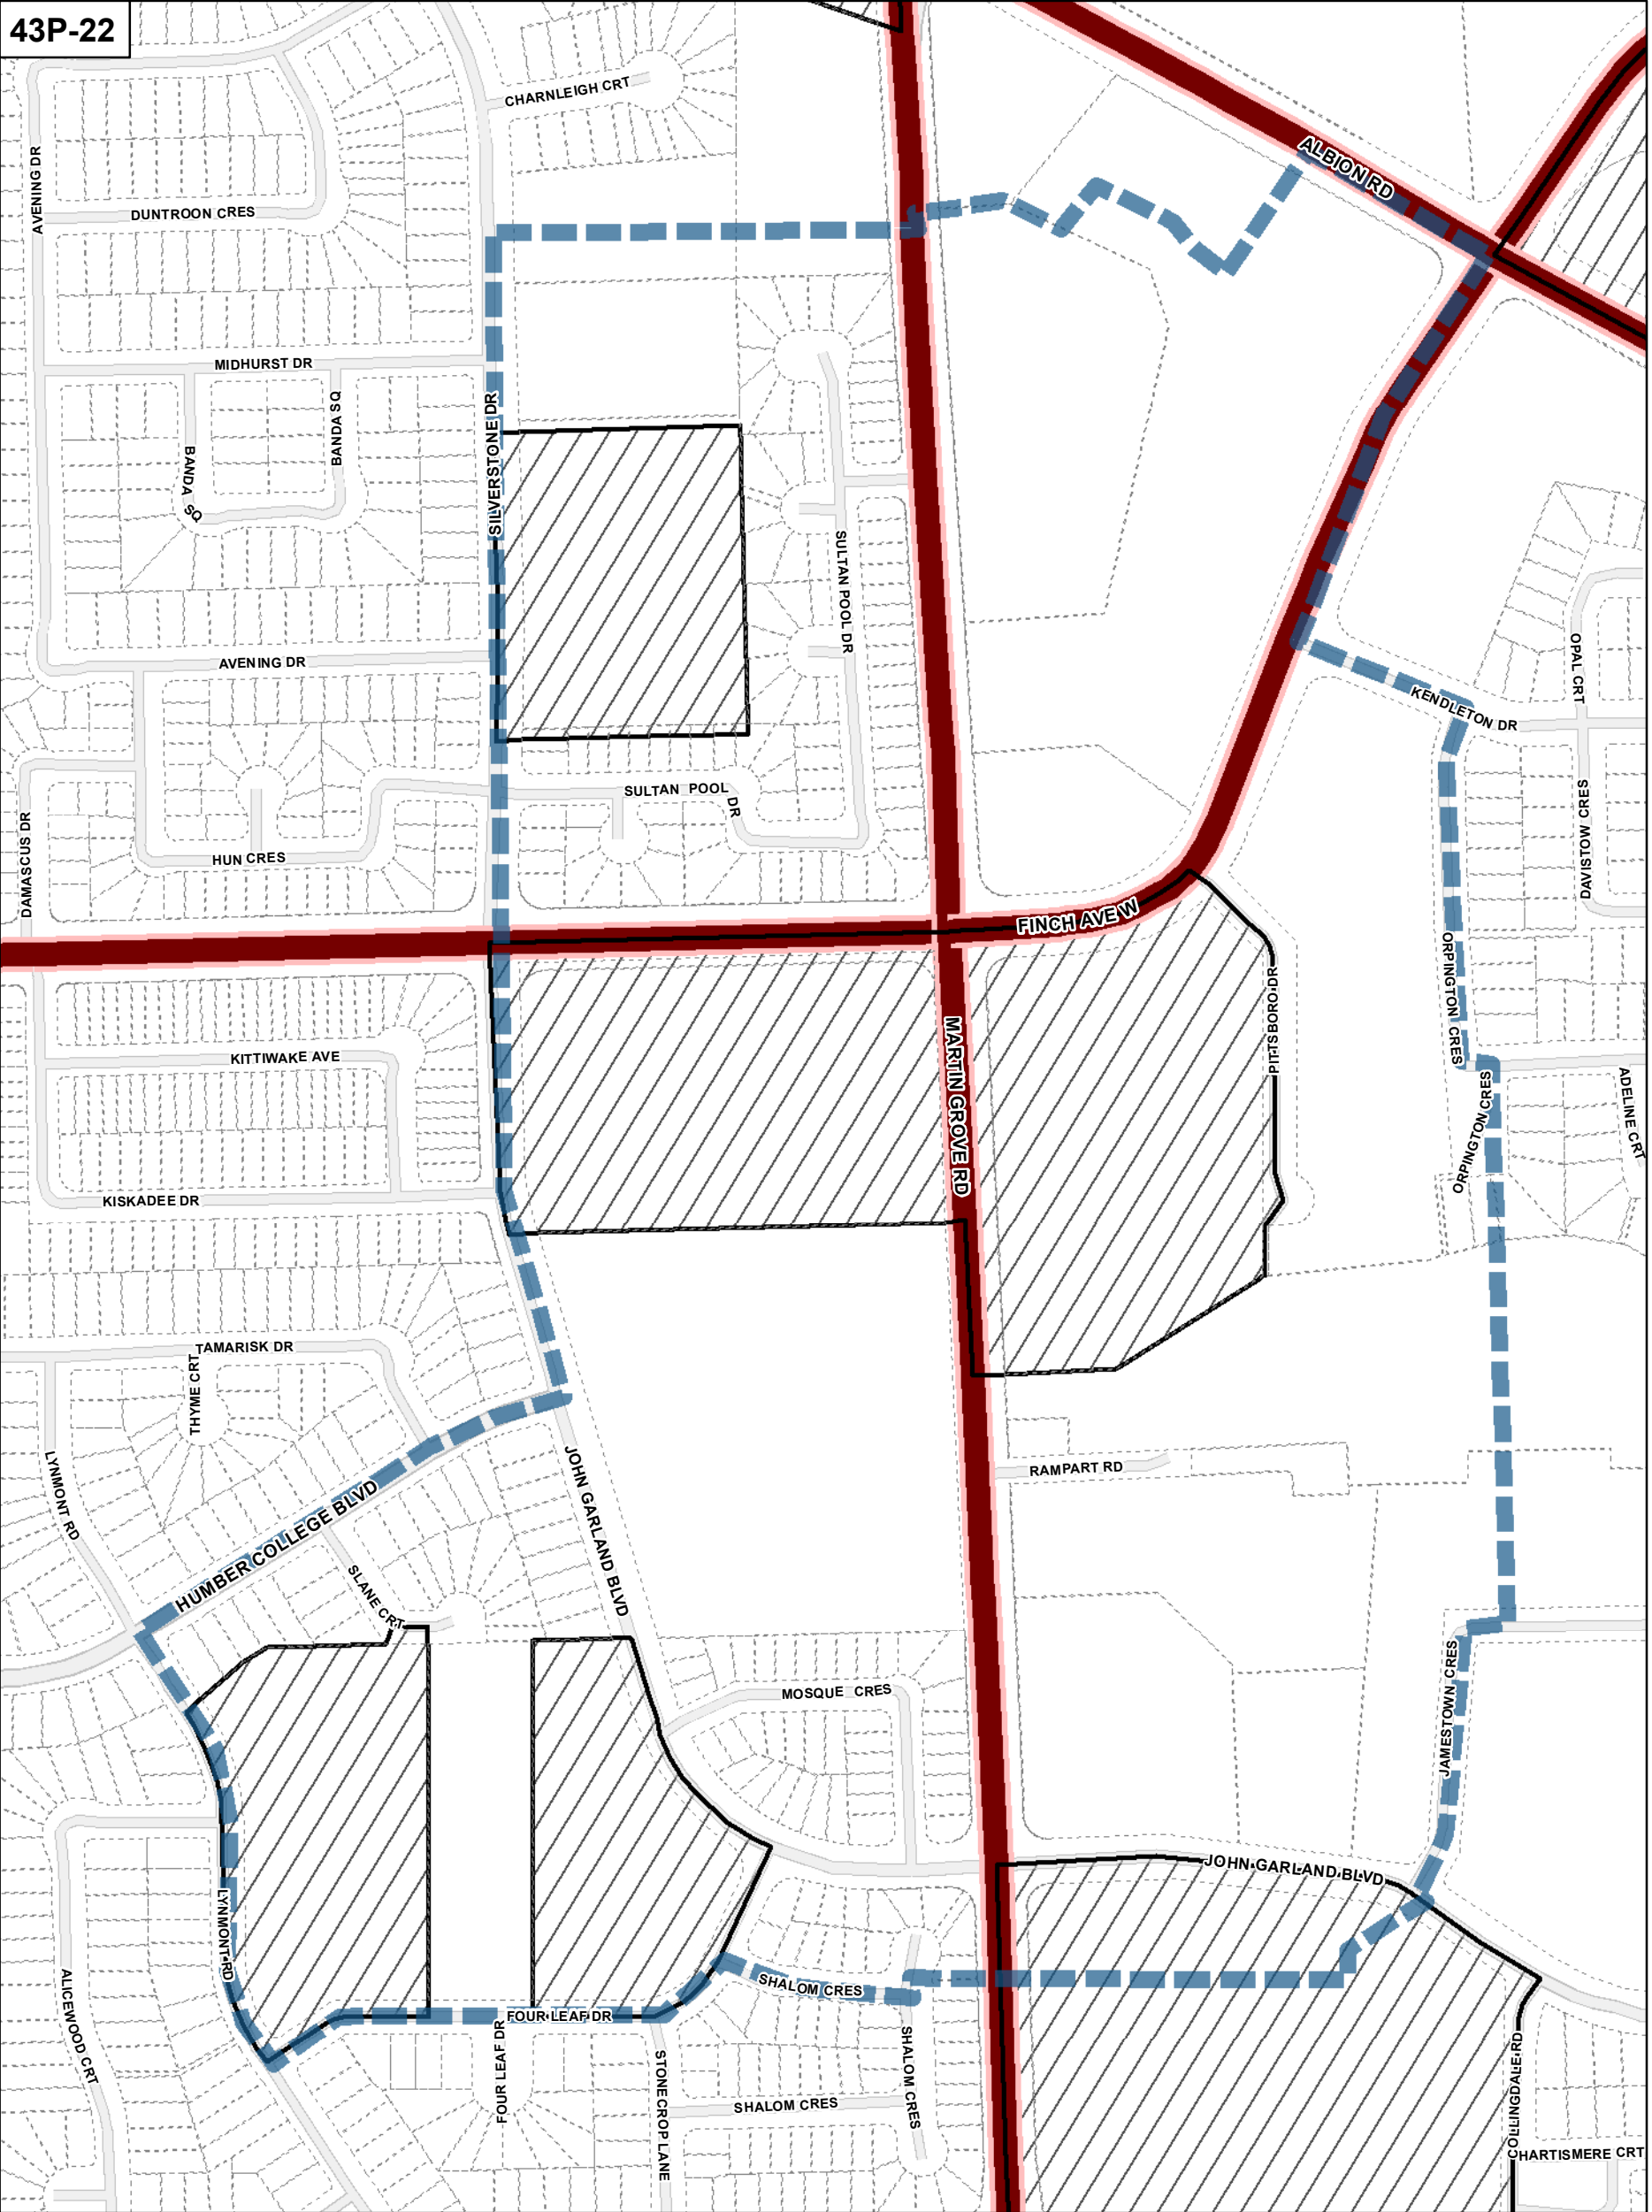 43P-22
CHARNLEIGH CRT
ALBION RD
AVENING DR
DUNTROON CRES
MIDHURST DR
BANDA SQ
BANDA SQ
SILVERSTONE DR
SULTAN POOL DR
AVENING DR
OPAL CRT
KENDLETON DR
SULTAN POOL DR
DAVISTOW CRES
DAMASCUS DR
HUN CRES
FINCH AVE W
ORPINGTON CRES
PITTSBORO DR
MARTIN GROVE RD
KITTIWAKE AVE
ORPINGTON CRES
ADELINE CRT
KISKADEE DR
TAMARISK DR
THYME CRT
LYNMONT RD
JOHN GARLAND BLVD
RAMPART RD
HUMBER COLLEGE BLVD
SLANE CRT
JAMESTOWN CRES
MOSQUE CRES
JOHN GARLAND BLVD
LYNMONT RD
SHALOM CRES
ALICEWOOD CRT
FOUR LEAF DR
FOUR LEAF DR
STONECROP LANE
SHALOM CRES
SHALOM CRES
COLLINGDALE RD
HARTISMERE CRT